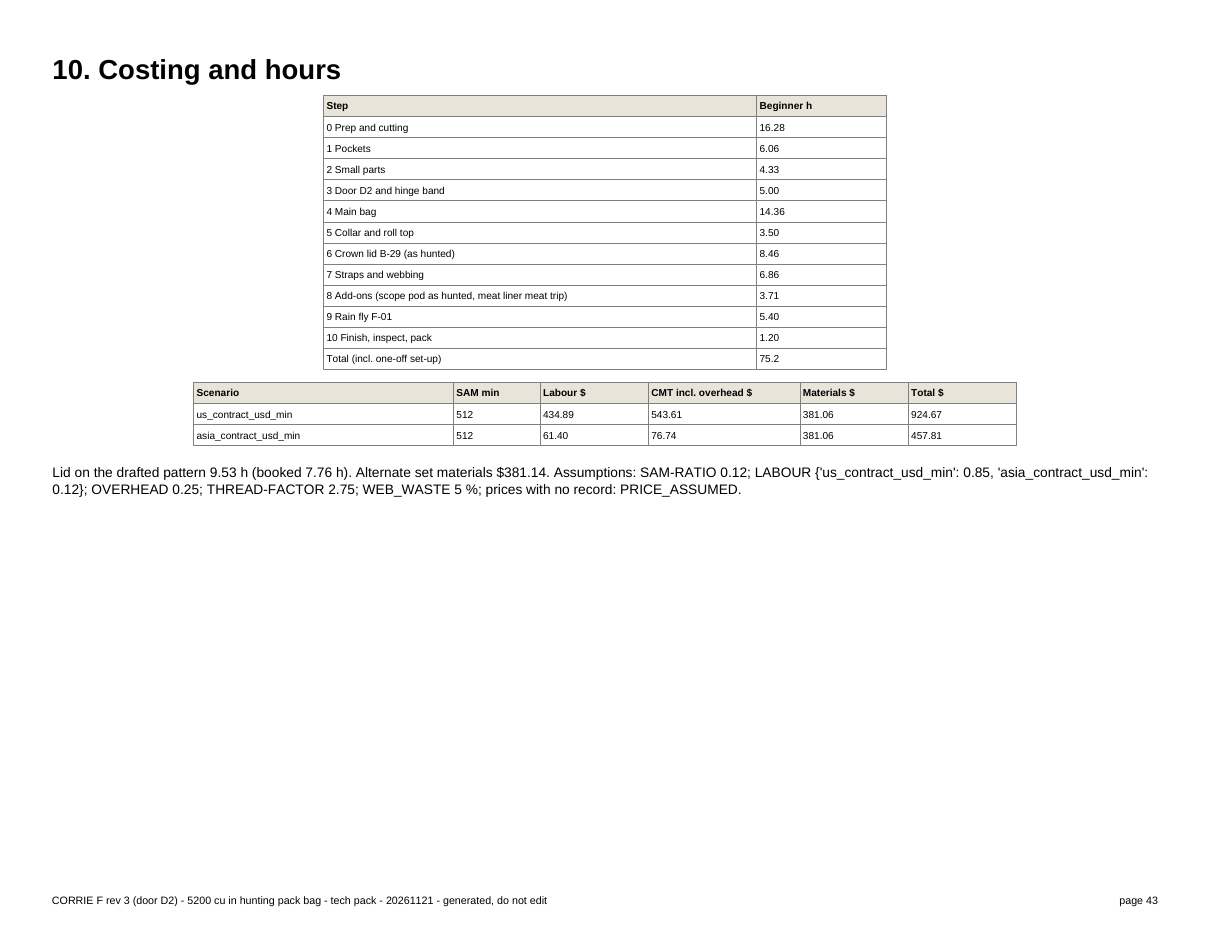 10. Costing and hours
Step Beginner h
0 Prep and cutting 16.28
1 Pockets 6.06
2 Small parts 4.33
3 Door D2 and hinge band 5.00
4 Main bag 14.36
5 Collar and roll top 3.50
6 Crown lid B-29 (as hunted) 8.46
7 Straps and webbing 6.86
8 Add-ons (scope pod as hunted, meat liner meat trip) 3.71
9 Rain fly F-01 5.40
10 Finish, inspect, pack 1.20
Total (incl. one-off set-up) 75.2
Scenario SAM min Labour $ CMT incl. overhead $ Materials $ Total $
us_contract_usd_min 512 434.89 543.61 381.06 924.67
asia_contract_usd_min 512 61.40 76.74 381.06 457.81
Lid on the drafted pattern 9.53 h (booked 7.76 h). Alternate set materials $381.14. Assumptions: SAM-RATIO 0.12; LABOUR {'us_contract_usd_min': 0.85, 'asia_contract_usd_min':
0.12}; OVERHEAD 0.25; THREAD-FACTOR 2.75; WEB_WASTE 5 %; prices with no record: PRICE_ASSUMED.
CORRIE F rev 3 (door D2) - 5200 cu in hunting pack bag - tech pack - 20261121 - generated, do not edit page 43